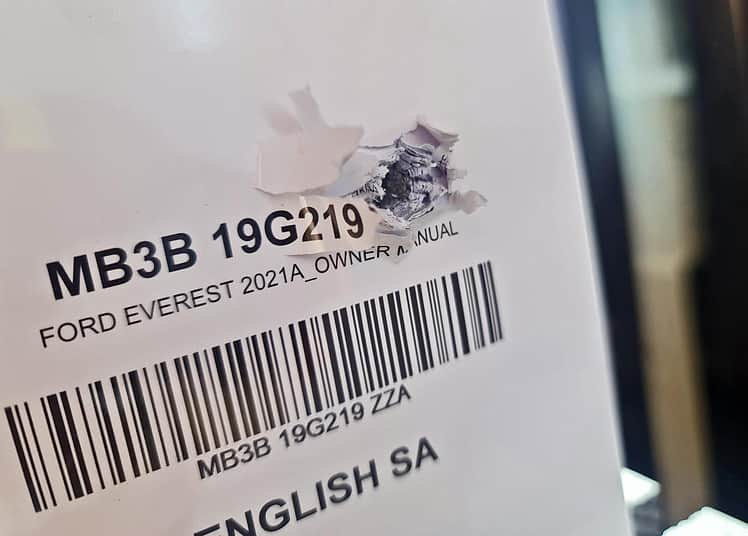 MB3B 19G219
FORD EVEREST 2021A_OWNER MANUAL
MB3B 19G219 ZZA
ENGLISH SA